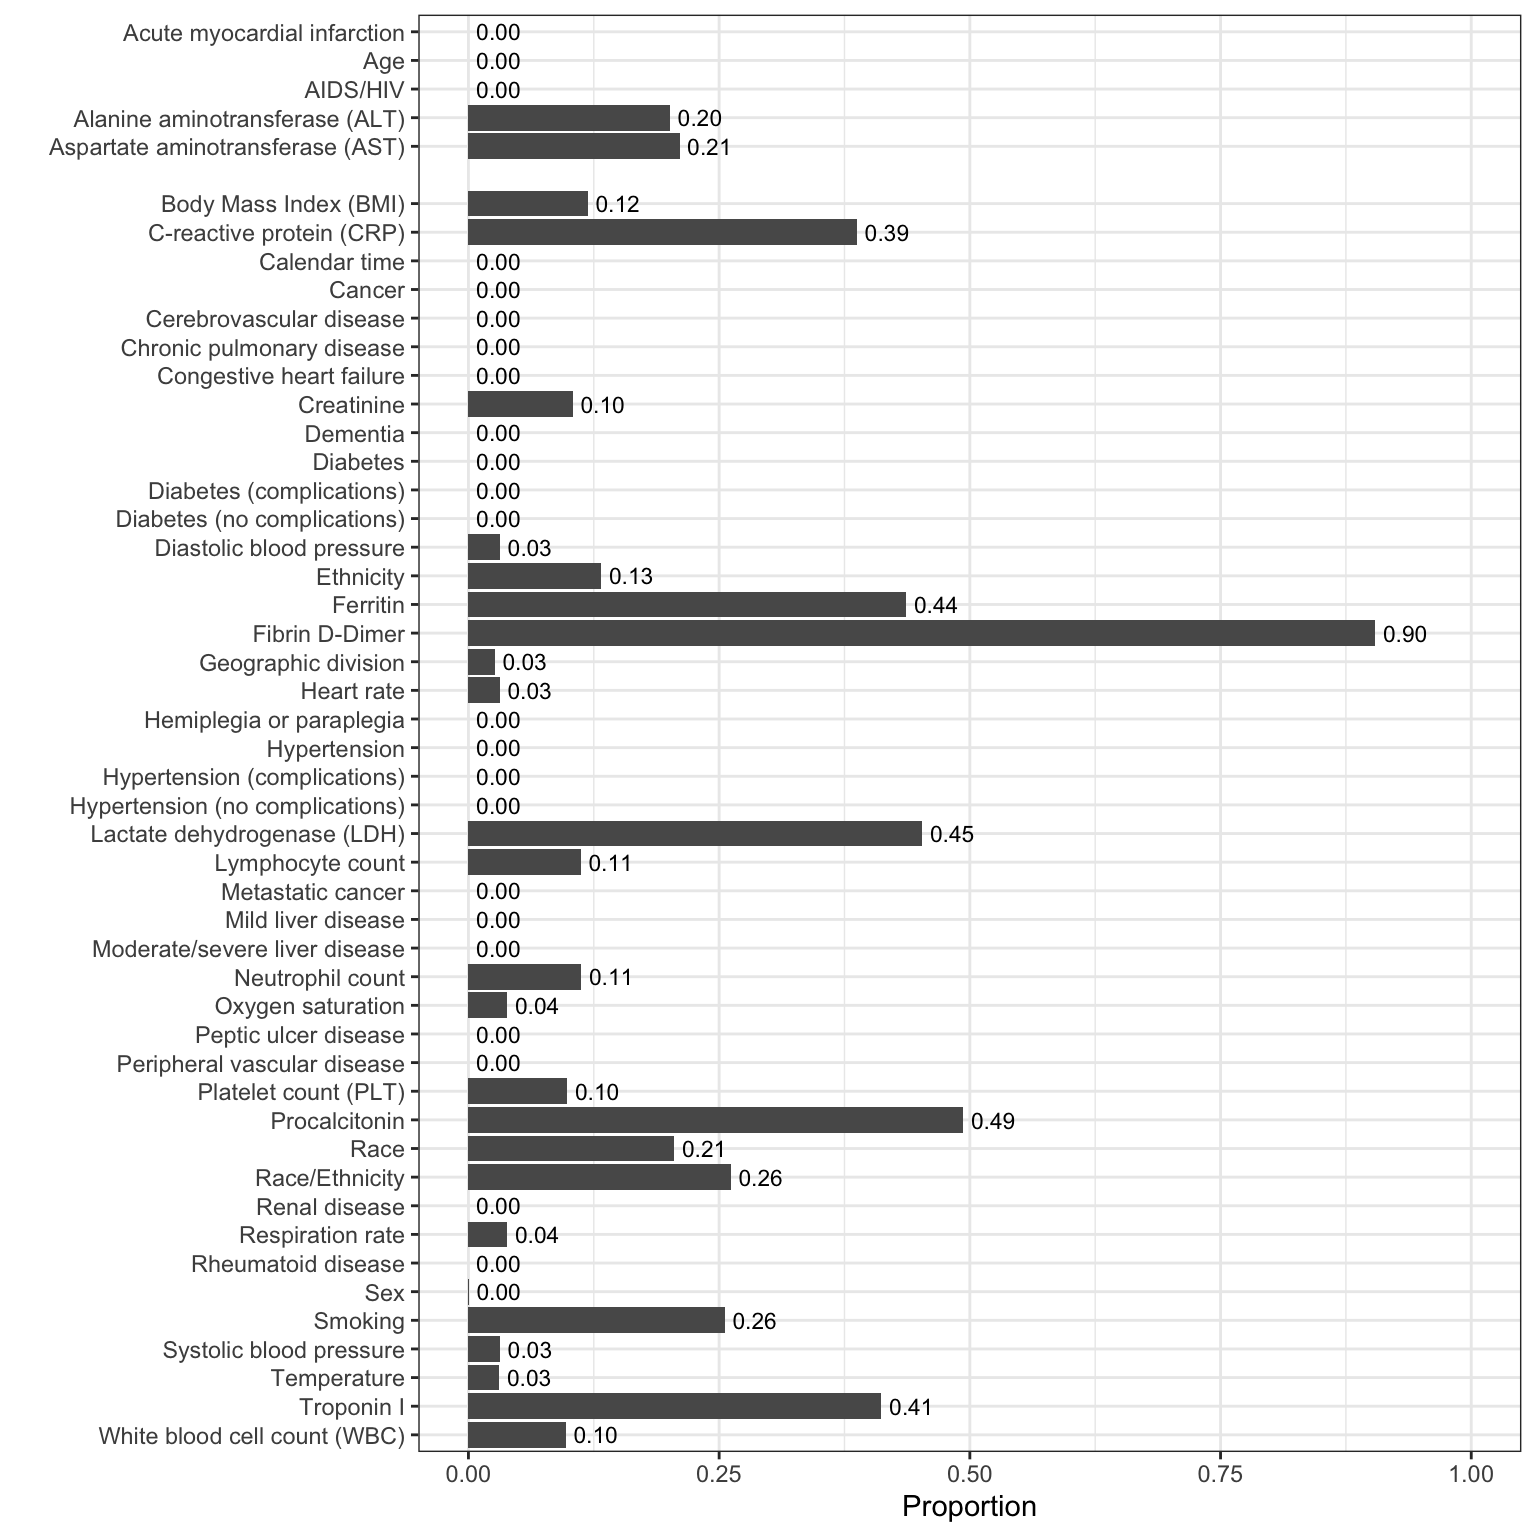 Acute myocardial infarction 0.00
Age 0.00
AIDS/HIV 0.00
Alanine aminotransferase (ALT) 0.20
Aspartate aminotransferase (AST) 0.21
Body Mass Index (BMI) 0.12
C-reactive protein (CRP) 0.39
Calendar time 0.00
Cancer 0.00
Cerebrovascular disease 0.00
Chronic pulmonary disease 0.00
Congestive heart failure 0.00
Creatinine 0.10
Dementia 0.00
Diabetes 0.00
Diabetes (complications) 0.00
Diabetes (no complications) 0.00
Diastolic blood pressure 0.03
Ethnicity 0.13
Ferritin 0.44
Fibrin D-Dimer 0.90
Geographic division 0.03
Heart rate 0.03
Hemiplegia or paraplegia 0.00
Hypertension 0.00
Hypertension (complications) 0.00
Hypertension (no complications) 0.00
Lactate dehydrogenase (LDH) 0.45
Lymphocyte count 0.11
Metastatic cancer 0.00
Mild liver disease 0.00
Moderate/severe liver disease 0.00
Neutrophil count 0.11
Oxygen saturation 0.04
Peptic ulcer disease 0.00
Peripheral vascular disease 0.00
Platelet count (PLT) 0.10
Procalcitonin 0.49
Race 0.21
Race/Ethnicity 0.26
Renal disease 0.00
Respiration rate 0.04
Rheumatoid disease 0.00
Sex 0.00
Smoking 0.26
Systolic blood pressure 0.03
Temperature 0.03
Troponin I 0.41
White blood cell count (WBC) 0.10
0.00 0.25 0.50 0.75 1.00
Proportion